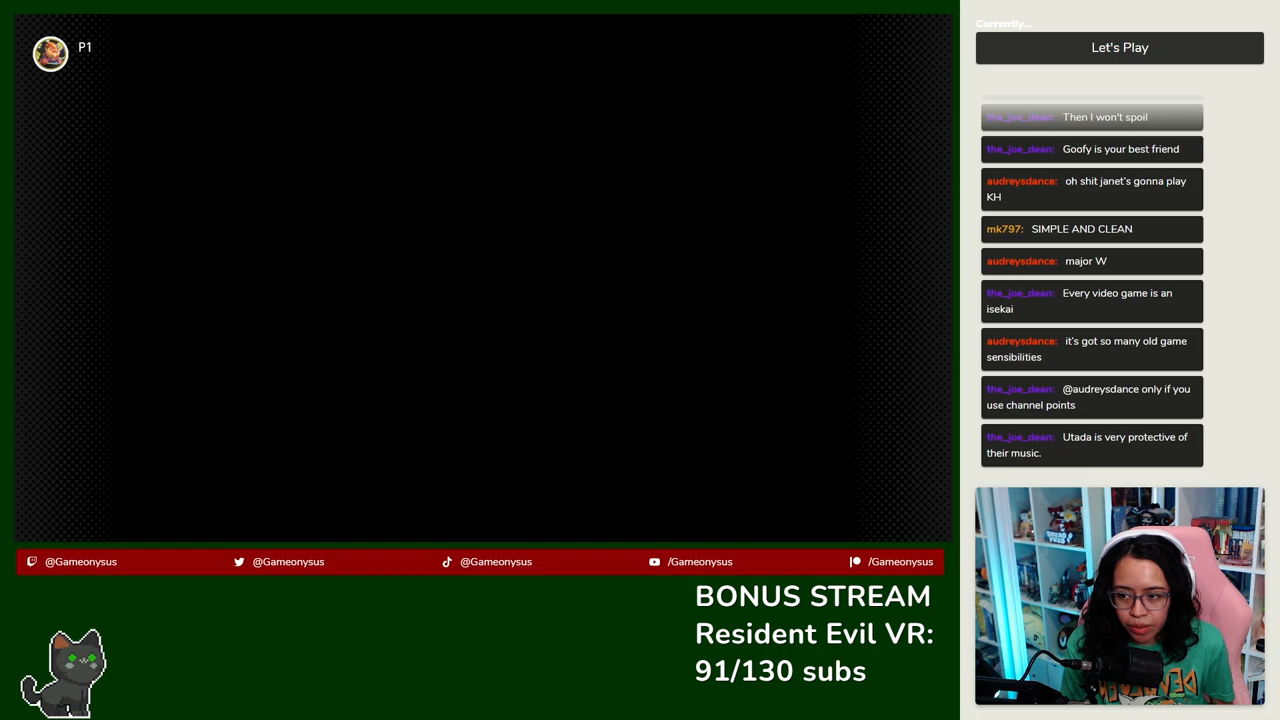 P1
Currently...
Let's Play
the_joe_dean: Then I won't spoil
the_joe_dean: Goofy is your best friend
audreysdance: oh shit janet's gonna play
KH
mk797: SIMPLE AND CLEAN
audreysdance: major W
the_joe_dean: Every video game is an
isekai
audreysdance: it's got so many old game
sensibilities
the_joe_dean: @audreysdance only if you
use channel points
the_joe_dean: Utada is very protective of
their music.
@Gameonysus @Gameonysus @Gameonysus /Gameonysus /Gameonysus
BONUS STREAM
Resident Evil VR:
91/130 subs